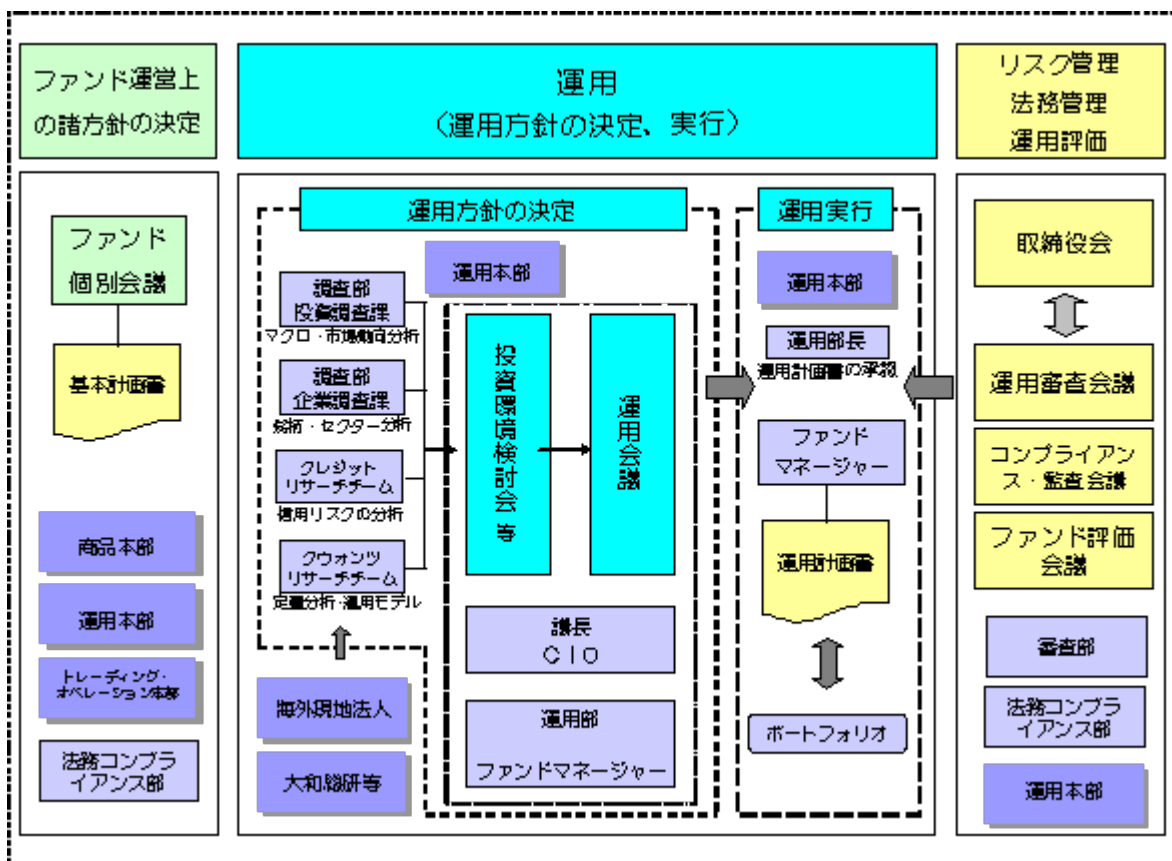 ファンド運営上
の諸方針の決定
運用
（運用方針の決定、実行）
リスク管理
法務管理
運用評価
ファンド
個別会議
基本計画書
商品本部
運用本部
トレーディング・
オペレーション本部
法務コンプラ
イアンス部
運用方針の決定
運用本部
調査部
投資調査課
マクロ・市場動向分析
調査部
企業調査課
銘柄・セクター分析
クレジット
リサーチチーム
信用リスクの分析
クウォンツ
リサーチチーム
定量分析・運用モデル
海外現地法人
大和総研等
投資環境検討会 等
運用会議
議長
CIO
運用部
ファンドマネージャー
運用実行
運用本部
運用部長
運用計画書の承認
ファンド
マネージャー
運用計画書
ポートフォリオ
取締役会
運用審査会議
コンプライアン
ス・監査会議
ファンド評価
会議
審査部
法務コンプラ
イアンス部
運用本部